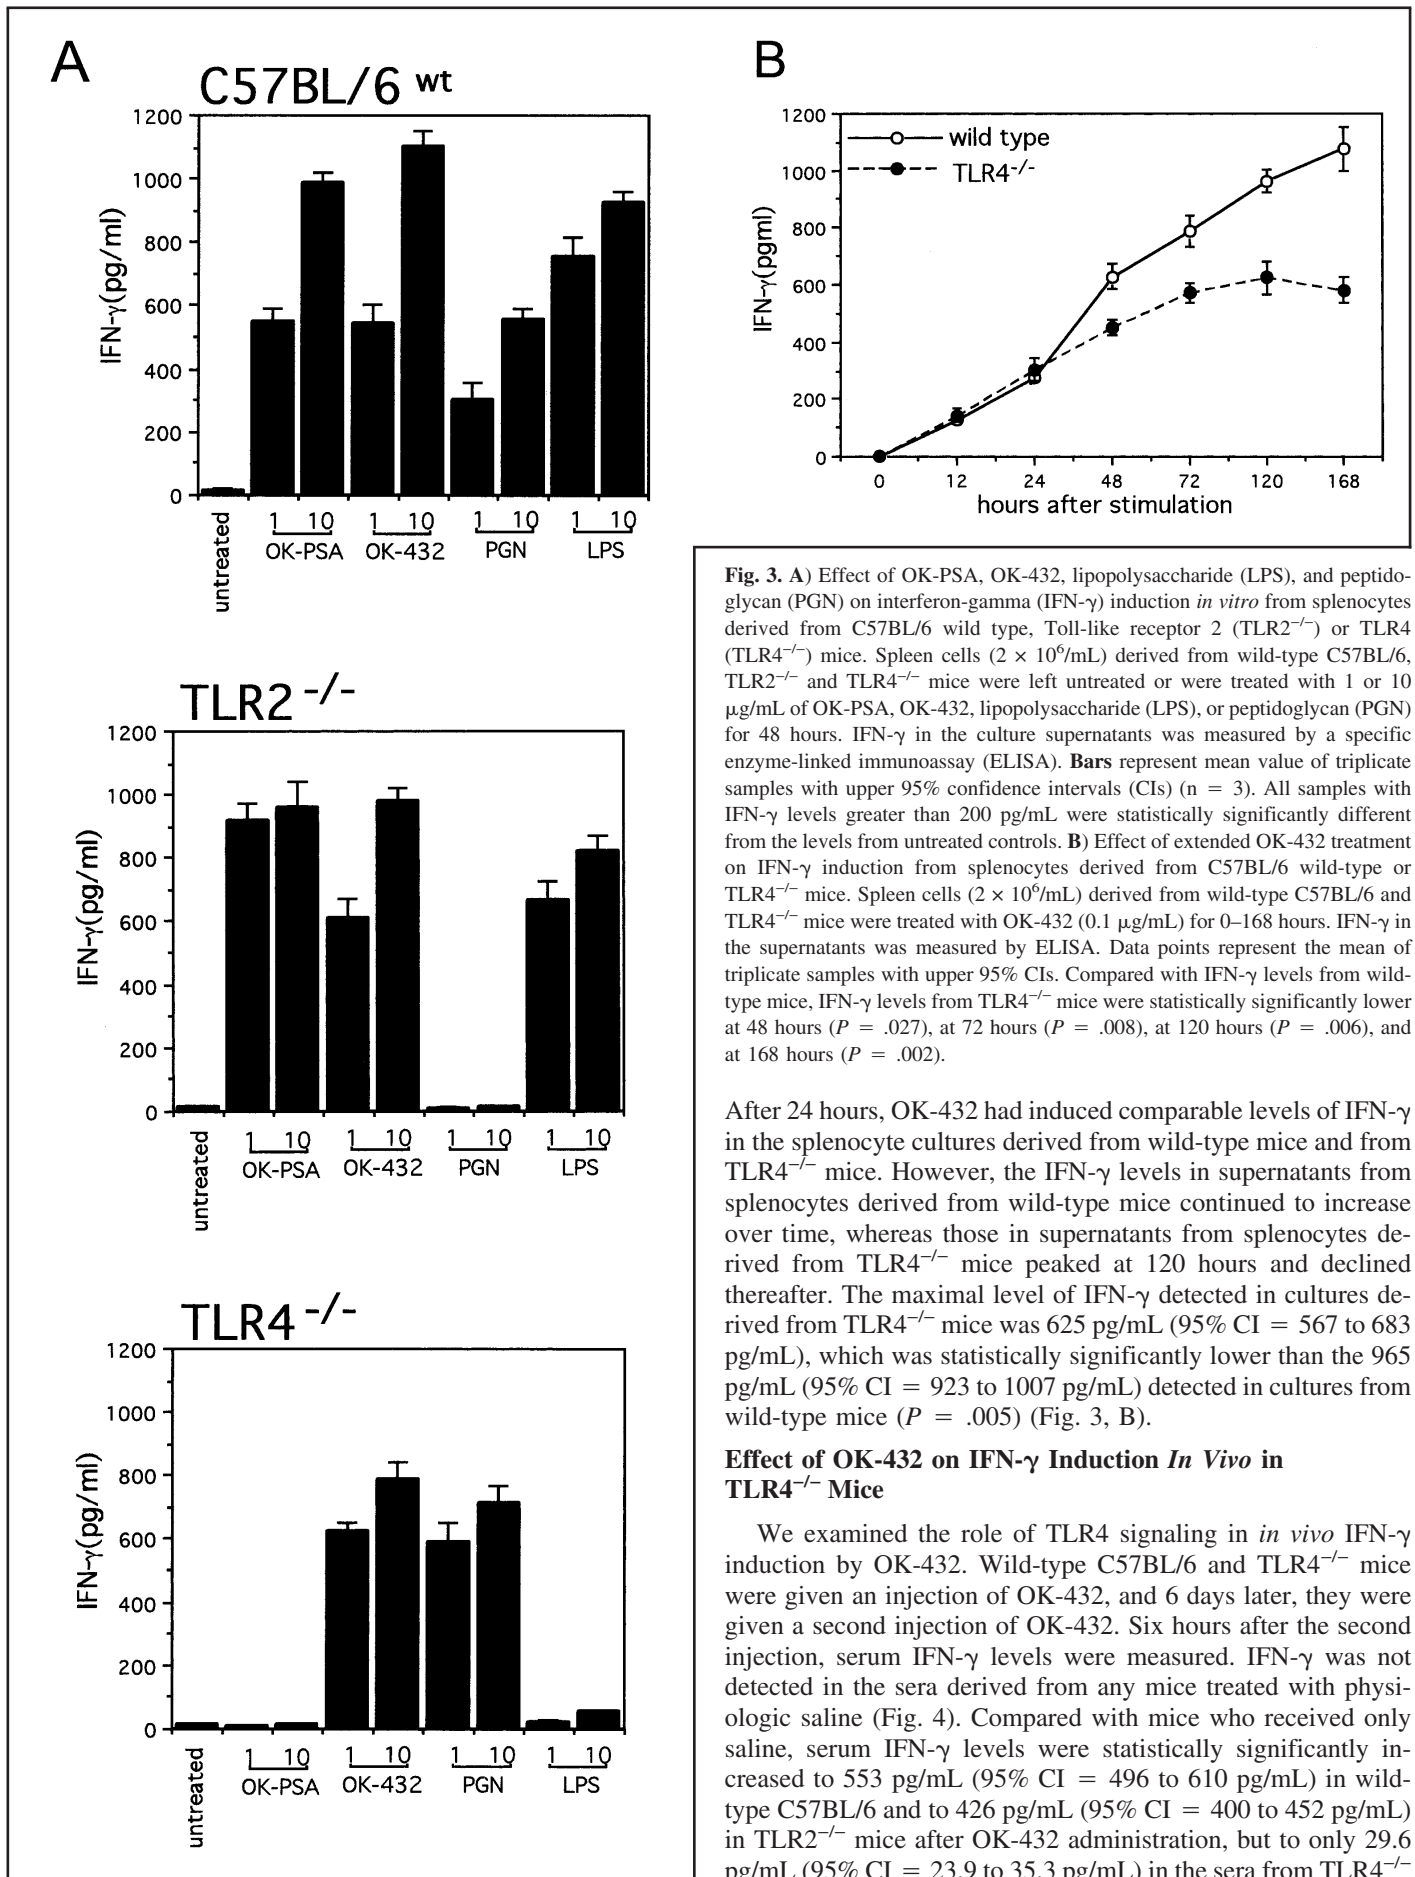 A
C57BL/6 wt
1200
1000
800
600
400
200
0
IFN-γ(pg/ml)
untreated
1 10 1 10 1 10 1 10
OK-PSA OK-432 PGN LPS
TLR2 -/-
1200
1000
800
600
400
200
0
IFN-γ(pg/ml)
untreated
1 10 1 10 1 10 1 10
OK-PSA OK-432 PGN LPS
TLR4 -/-
1200
1000
800
600
400
200
0
IFN-γ(pg/ml)
untreated
1 10 1 10 1 10 1 10
OK-PSA OK-432 PGN LPS
B
1200
1000
800
600
400
200
0
IFN-γ(pgml)
wild type
TLR4-/-
0 12 24 48 72 120 168
hours after stimulation
Fig. 3. A) Effect of OK-PSA, OK-432, lipopolysaccharide (LPS), and peptido-
glycan (PGN) on interferon-gamma (IFN-γ) induction in vitro from splenocytes
derived from C57BL/6 wild type, Toll-like receptor 2 (TLR2−/−) or TLR4
(TLR4−/−) mice. Spleen cells (2 × 10⁶/mL) derived from wild-type C57BL/6,
TLR2−/− and TLR4−/− mice were left untreated or were treated with 1 or 10
μg/mL of OK-PSA, OK-432, lipopolysaccharide (LPS), or peptidoglycan (PGN)
for 48 hours. IFN-γ in the culture supernatants was measured by a specific
enzyme-linked immunoassay (ELISA). Bars represent mean value of triplicate
samples with upper 95% confidence intervals (CIs) (n = 3). All samples with
IFN-γ levels greater than 200 pg/mL were statistically significantly different
from the levels from untreated controls. B) Effect of extended OK-432 treatment
on IFN-γ induction from splenocytes derived from C57BL/6 wild-type or
TLR4−/− mice. Spleen cells (2 × 10⁶/mL) derived from wild-type C57BL/6 and
TLR4−/− mice were treated with OK-432 (0.1 μg/mL) for 0–168 hours. IFN-γ in
the supernatants was measured by ELISA. Data points represent the mean of
triplicate samples with upper 95% CIs. Compared with IFN-γ levels from wild-
type mice, IFN-γ levels from TLR4−/− mice were statistically significantly lower
at 48 hours (P = .027), at 72 hours (P = .008), at 120 hours (P = .006), and
at 168 hours (P = .002).
After 24 hours, OK-432 had induced comparable levels of IFN-γ
in the splenocyte cultures derived from wild-type mice and from
TLR4−/− mice. However, the IFN-γ levels in supernatants from
splenocytes derived from wild-type mice continued to increase
over time, whereas those in supernatants from splenocytes de-
rived from TLR4−/− mice peaked at 120 hours and declined
thereafter. The maximal level of IFN-γ detected in cultures de-
rived from TLR4−/− mice was 625 pg/mL (95% CI = 567 to 683
pg/mL), which was statistically significantly lower than the 965
pg/mL (95% CI = 923 to 1007 pg/mL) detected in cultures from
wild-type mice (P = .005) (Fig. 3, B).
Effect of OK-432 on IFN-γ Induction In Vivo in
TLR4−/− Mice
We examined the role of TLR4 signaling in in vivo IFN-γ
induction by OK-432. Wild-type C57BL/6 and TLR4−/− mice
were given an injection of OK-432, and 6 days later, they were
given a second injection of OK-432. Six hours after the second
injection, serum IFN-γ levels were measured. IFN-γ was not
detected in the sera derived from any mice treated with physi-
ologic saline (Fig. 4). Compared with mice who received only
saline, serum IFN-γ levels were statistically significantly in-
creased to 553 pg/mL (95% CI = 496 to 610 pg/mL) in wild-
type C57BL/6 and to 426 pg/mL (95% CI = 400 to 452 pg/mL)
in TLR2−/− mice after OK-432 administration, but to only 29.6
pg/mL (95% CI = 23.9 to 35.3 pg/mL) in the sera from TLR4−/−